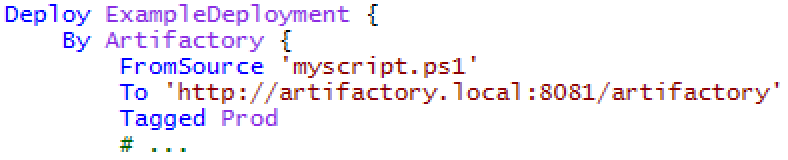 Deploy ExampleDeployment {
    By Artifactory {
        FromSource 'myscript.ps1'
        To 'http://artifactory.local:8081/artifactory'
        Tagged Prod
        # ...